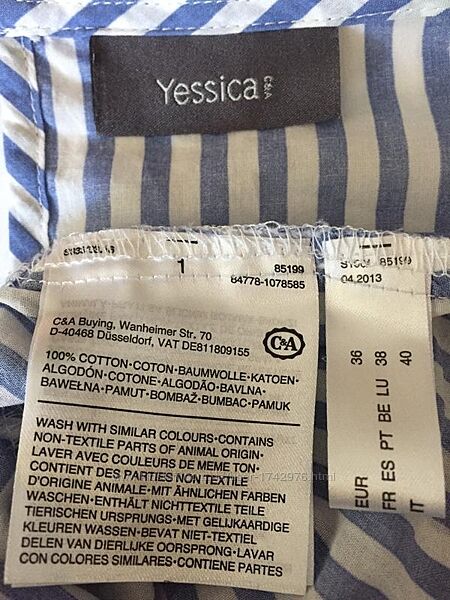 Yessica C&A
1
85199
84778-1078585
C&A Buying, Wanheimer Str. 70
D-40468 Düsseldorf, VAT DE811809155
C&A
100% COTTON•COTON•BAUMWOLLE•KATOEN•
ALGODÓN•COTONE•ALGODÃO•BAVLNA•
BAWEŁNA•PAMUT•BOMBAŽ•BUMBAC•PAMUK
WASH WITH SIMILAR COLOURS•CONTAINS
NON-TEXTILE PARTS OF ANIMAL ORIGIN•
LAVER AVEC COULEURS DE MEME TON•
CONTIENT DES PARTIES NON TEXTILE
D'ORIGINE ANIMALE•MIT ÄHNLICHEN FARBEN
WASCHEN•ENTHÄLT NICHTTEXTILE TEILE
TIERISCHEN URSPRUNGS•MET GELIJKAARDIGE
KLEUREN WASSEN•BEVAT NIET-TEXTIEL
DELEN VAN DIERLIJKE OORSPRONG•LAVAR
CON COLORES SIMILARES•CONTIENE PARTES
85199
04.2013
EUR 36
FR ES PT BE LU 38
IT 40